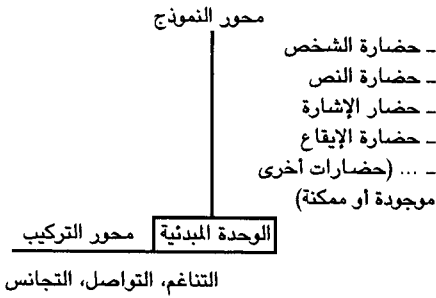 محور النموذج
- حضارة الشخص
- حضارة النص
- حضار الإشارة
- حضارة الإيقاع
- ... (حضارات أخرى
موجودة أو ممكنة)
الوحدة المبدئية
محور التركيب
التناغم، التواصل، التجانس